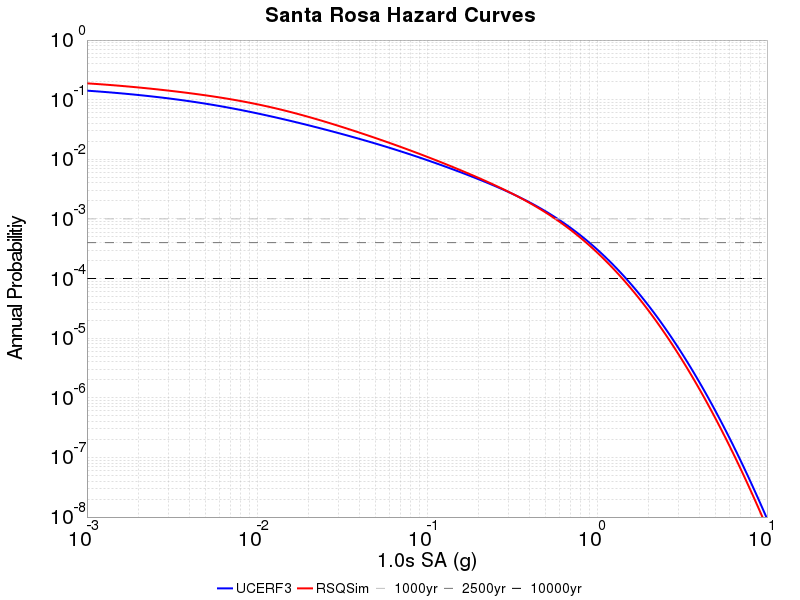 Santa Rosa Hazard Curves
Annual Probability
10^0
10^-1
10^-2
10^-3
10^-4
10^-5
10^-6
10^-7
10^-8
10^-3 10^-2 10^-1 10^0 10^1
1.0s SA (g)
UCERF3 RSQSim 1000yr 2500yr 10000yr